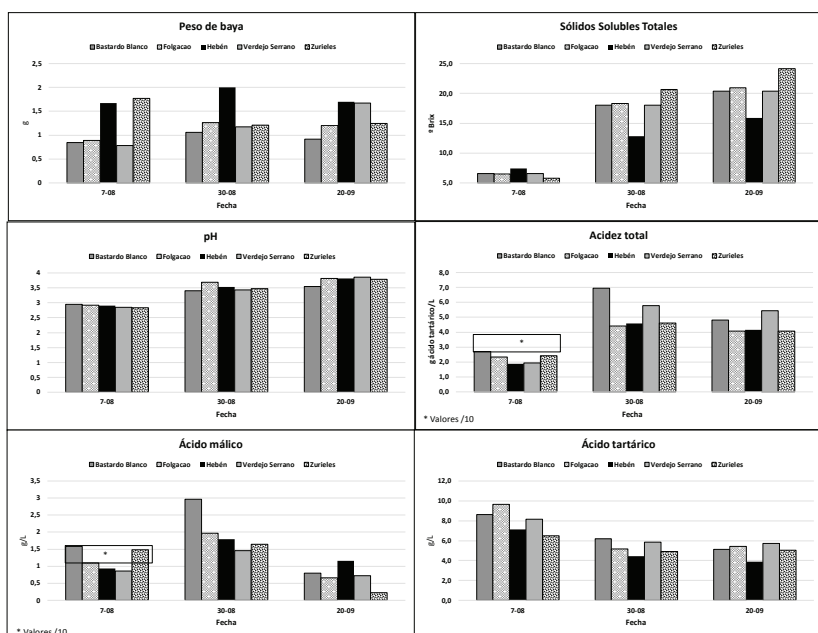 Peso de baya
Bastardo Blanco Folgacao Hebén Verdejo Serrano Zurieles
2,5
2
1,5
1
0,5
0
g
7-08 30-08 20-09
Fecha
Sólidos Solubles Totales
Bastardo Blanco Folgacao Hebén Verdejo Serrano Zurieles
25,0
20,0
15,0
10,0
5,0
º Brix
7-08 30-08 20-09
Fecha
pH
Bastardo Blanco Folgacao Hebén Verdejo Serrano Zurieles
4
3,5
3
2,5
2
1,5
1
0,5
0
7-08 30-08 20-09
Fecha
Acidez total
Bastardo Blanco Folgacao Hebén Verdejo Serrano Zurieles
8,0
7,0
6,0
5,0
4,0
3,0
2,0
1,0
0,0
g ácido tartárico/L
*
7-08 30-08 20-09
Fecha
* Valores /10
Ácido málico
Bastardo Blanco Folgacao Hebén Verdejo Serrano Zurieles
3,5
3
2,5
2
1,5
1
0,5
0
g/L
*
7-08 30-08 20-09
Fecha
* Valores /10
Ácido tartárico
Bastardo Blanco Folgacao Hebén Verdejo Serrano Zurieles
12,0
10,0
8,0
6,0
4,0
2,0
0,0
g/L
7-08 30-08 20-09
Fecha